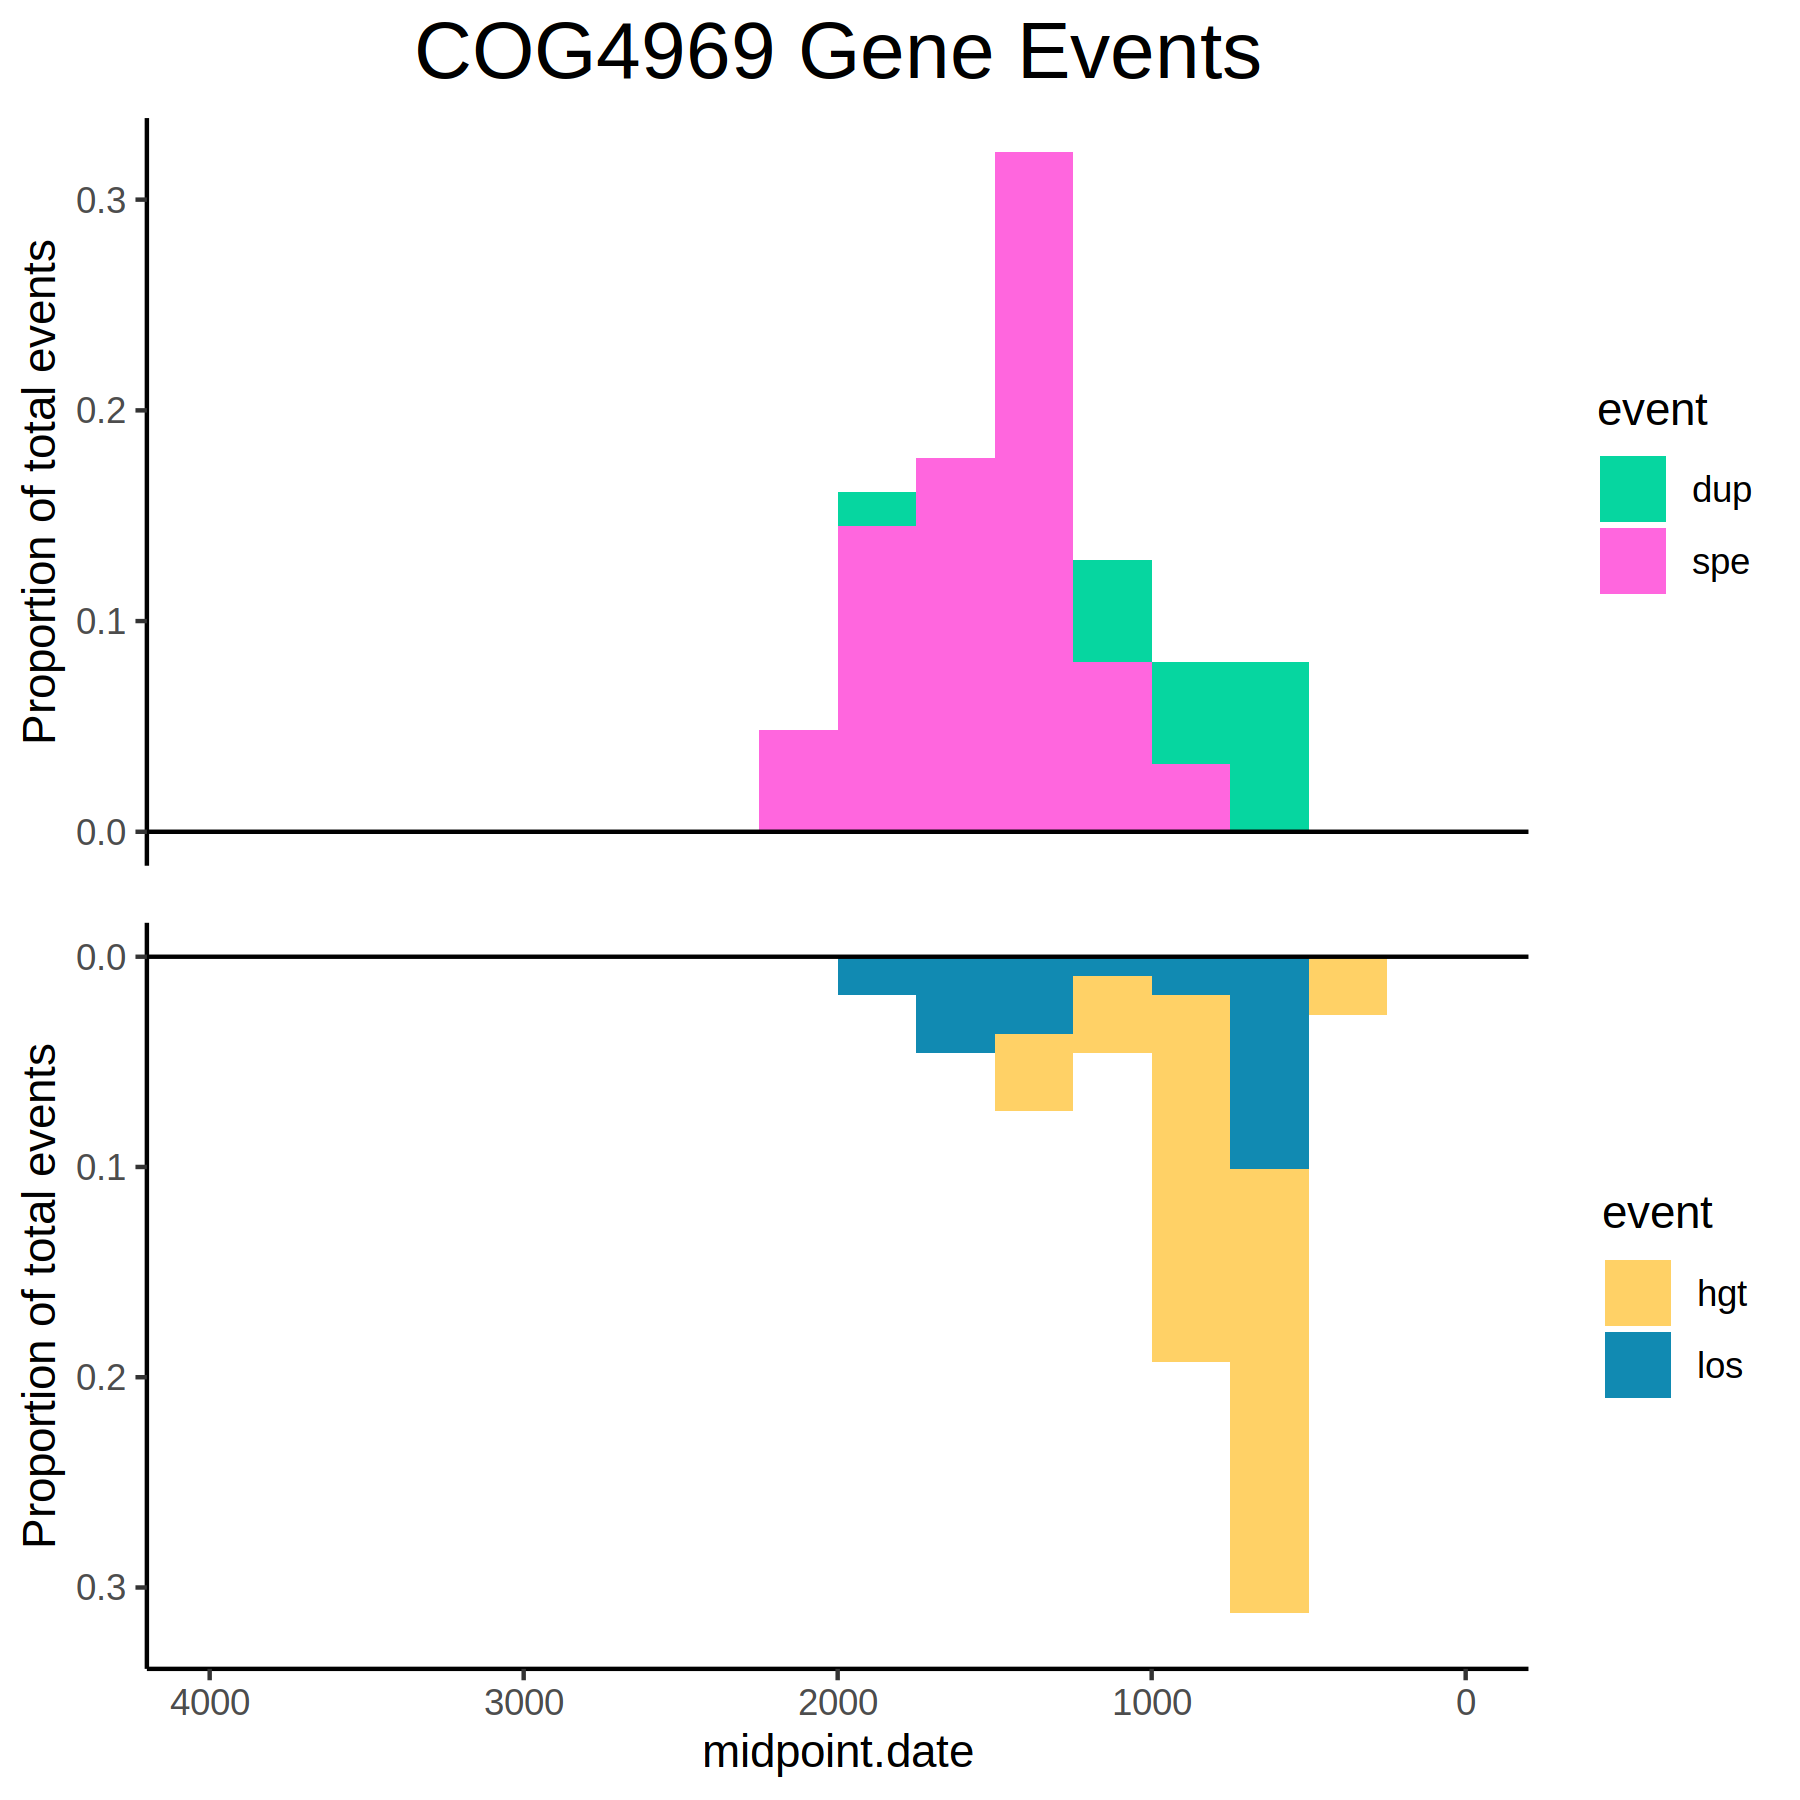 COG4969 Gene Events
Proportion of total events
0.3
0.2
0.1
0.0
event
dup
spe
Proportion of total events
0.0
0.1
0.2
0.3
event
hgt
los
4000 3000 2000 1000 0
midpoint.date